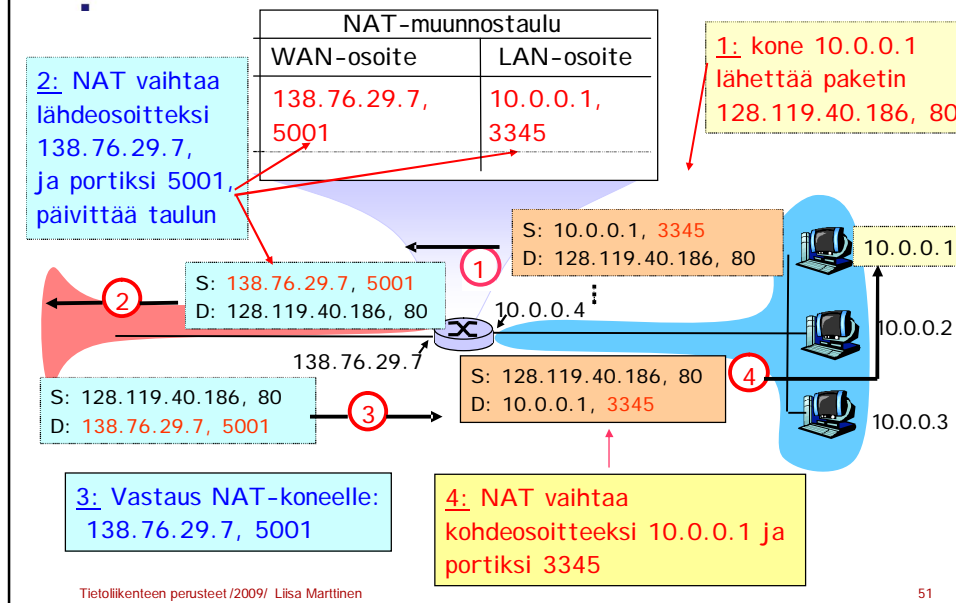 NAT-muunnostaulu
WAN-osoite LAN-osoite
138.76.29.7, 10.0.0.1,
5001 3345
1: kone 10.0.0.1
lähettää paketin
128.119.40.186, 80
2: NAT vaihtaa
lähdeosoitteksi
138.76.29.7,
ja portiksi 5001,
päivittää taulun
S: 10.0.0.1, 3345
D: 128.119.40.186, 80
1
10.0.0.1
S: 138.76.29.7, 5001
D: 128.119.40.186, 80
2
10.0.0.4
10.0.0.2
138.76.29.7
S: 128.119.40.186, 80
D: 10.0.0.1, 3345
4
S: 128.119.40.186, 80
D: 138.76.29.7, 5001
3
10.0.0.3
3: Vastaus NAT-koneelle:
138.76.29.7, 5001
4: NAT vaihtaa
kohdeosoitteeksi 10.0.0.1 ja
portiksi 3345
Tietoliikenteen perusteet /2009/ Liisa Marttinen
51